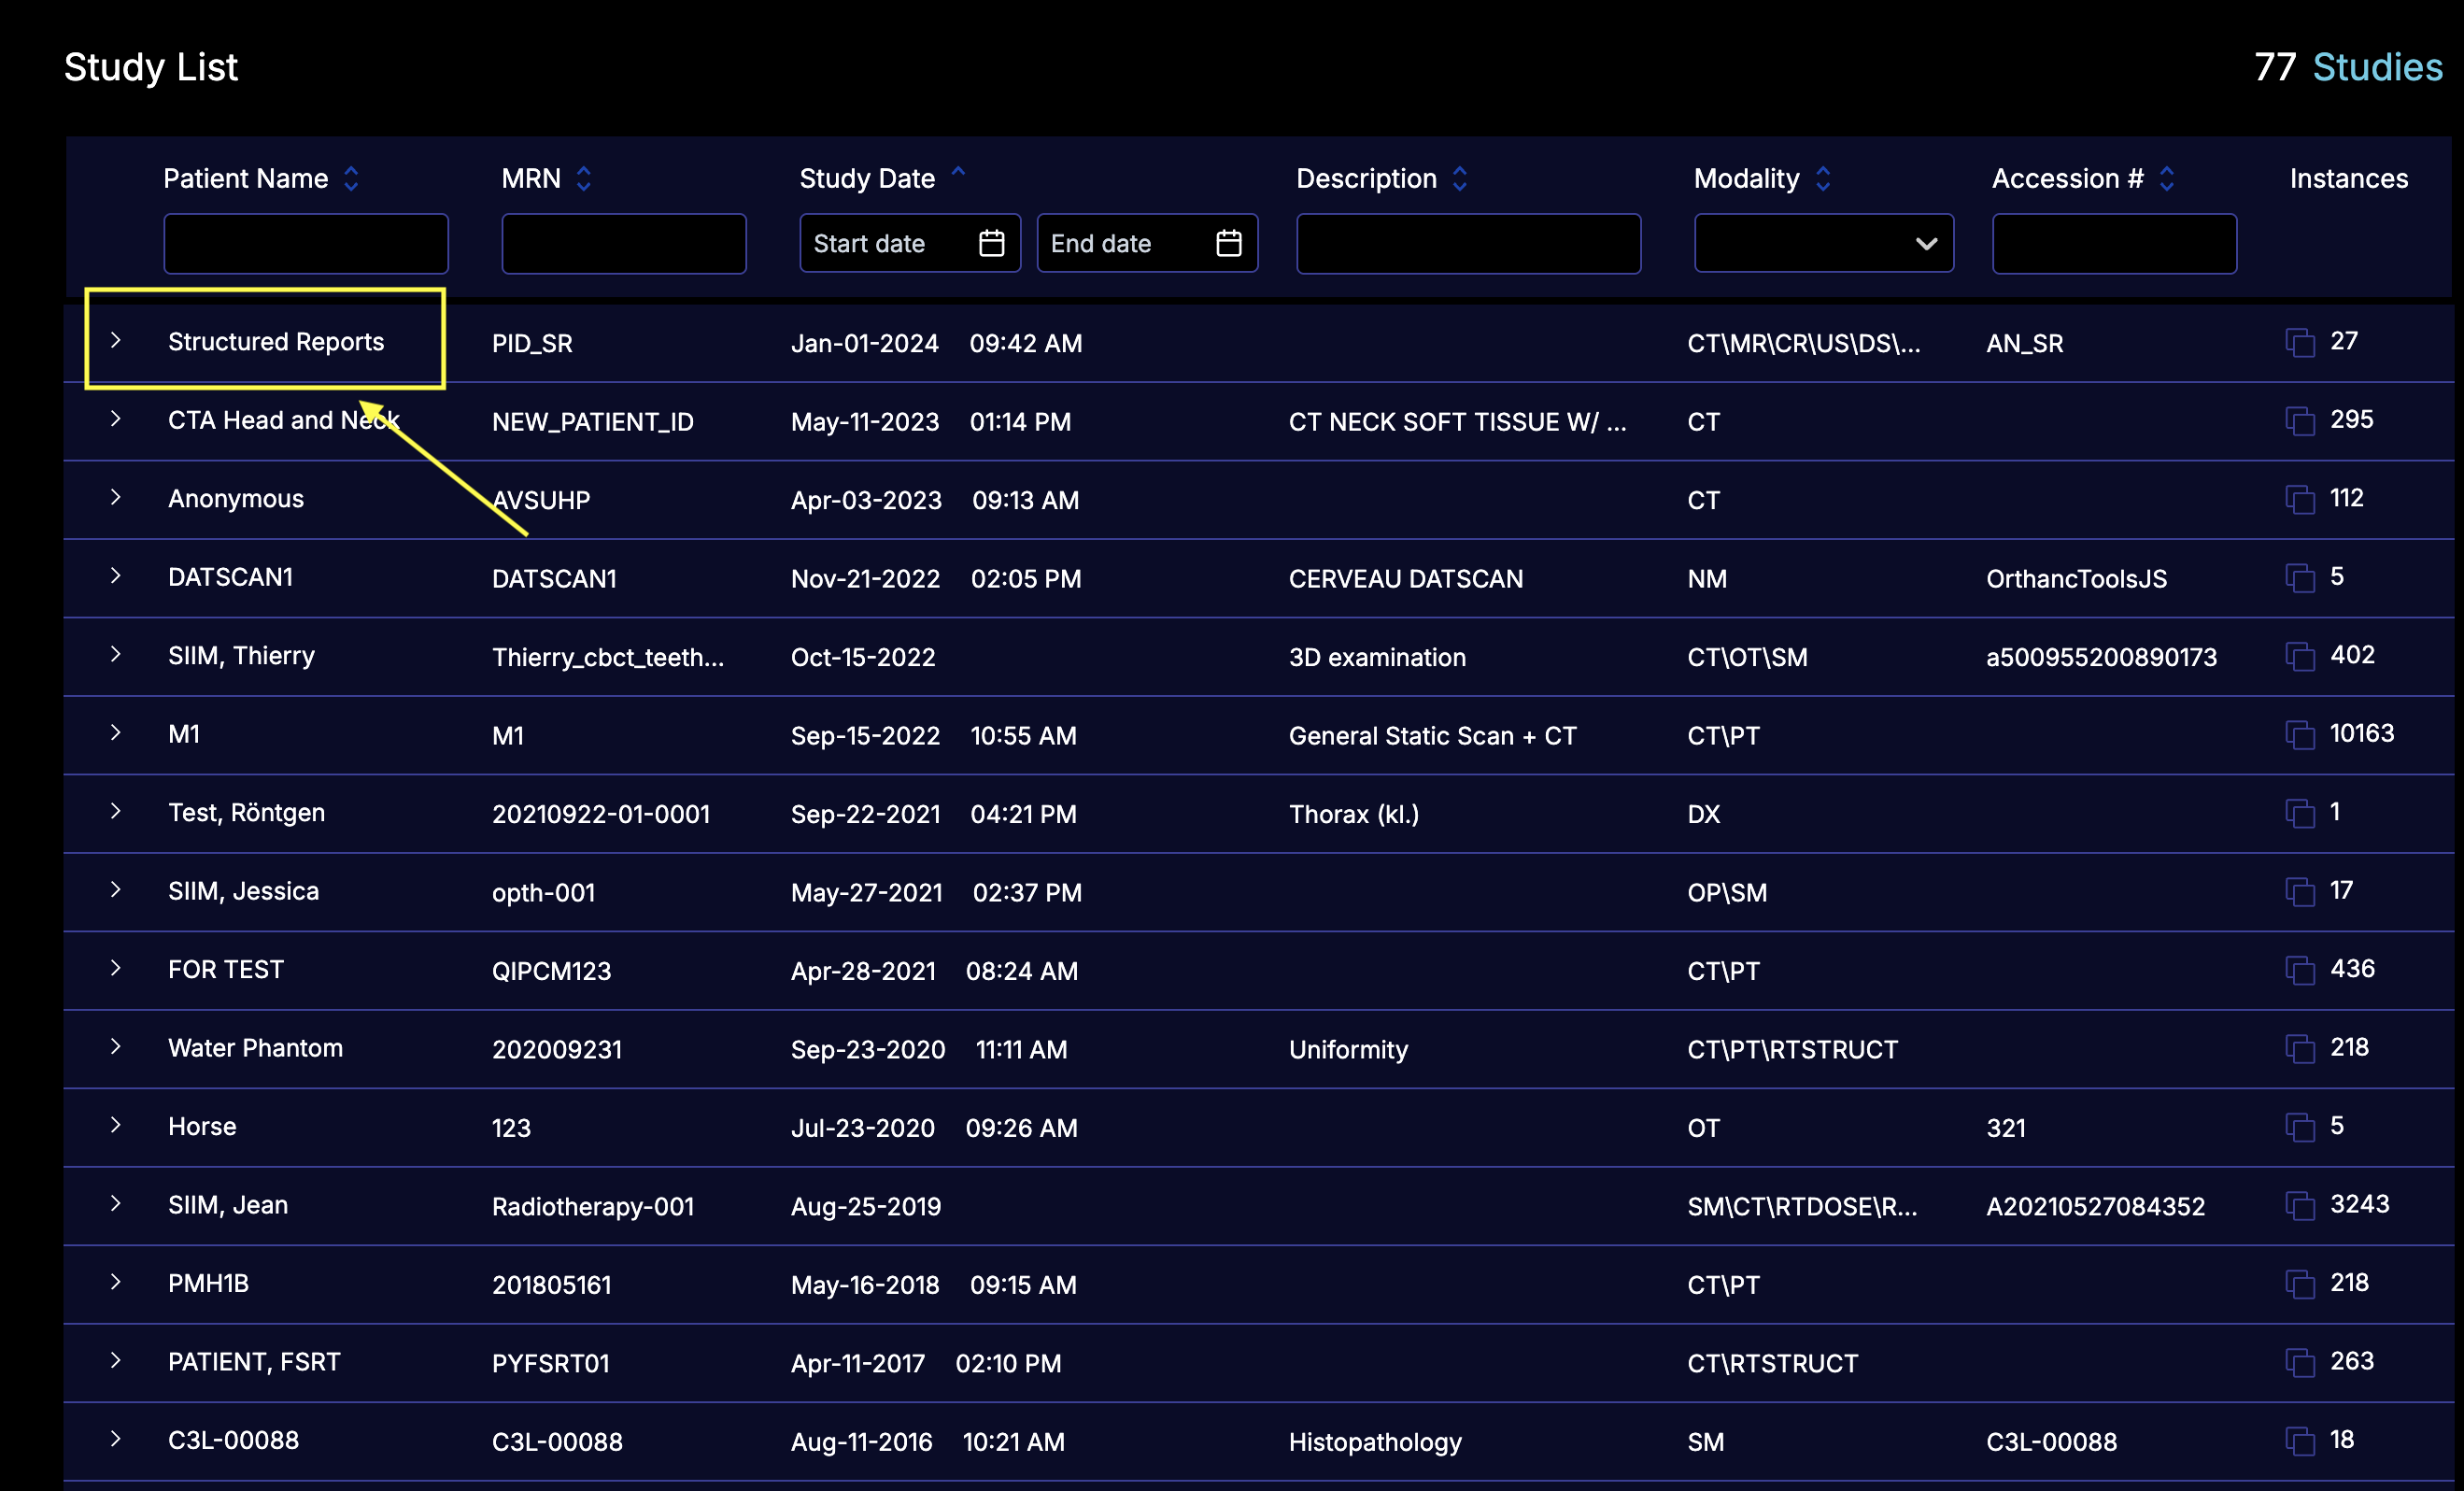 Study List 77 Studies
Patient Name MRN Study Date Description Modality Accession # Instances
Start date End date
Structured Reports PID_SR Jan-01-2024 09:42 AM CT\MR\CR\US\DS\... AN_SR 27
CTA Head and Neck NEW_PATIENT_ID May-11-2023 01:14 PM CT NECK SOFT TISSUE W/ ... CT 295
Anonymous AVSUHP Apr-03-2023 09:13 AM CT 112
DATSCAN1 DATSCAN1 Nov-21-2022 02:05 PM CERVEAU DATSCAN NM OrthancToolsJS 5
SIIM, Thierry Thierry_cbct_teeth... Oct-15-2022 3D examination CT\OT\SM a500955200890173 402
M1 M1 Sep-15-2022 10:55 AM General Static Scan + CT CT\PT 10163
Test, Röntgen 20210922-01-0001 Sep-22-2021 04:21 PM Thorax (kl.) DX 1
SIIM, Jessica opth-001 May-27-2021 02:37 PM OP\SM 17
FOR TEST QIPCM123 Apr-28-2021 08:24 AM CT\PT 436
Water Phantom 202009231 Sep-23-2020 11:11 AM Uniformity CT\PT\RTSTRUCT 218
Horse 123 Jul-23-2020 09:26 AM OT 321 5
SIIM, Jean Radiotherapy-001 Aug-25-2019 SM\CT\RTDOSE\R... A20210527084352 3243
PMH1B 201805161 May-16-2018 09:15 AM CT\PT 218
PATIENT, FSRT PYFSRT01 Apr-11-2017 02:10 PM CT\RTSTRUCT 263
C3L-00088 C3L-00088 Aug-11-2016 10:21 AM Histopathology SM C3L-00088 18